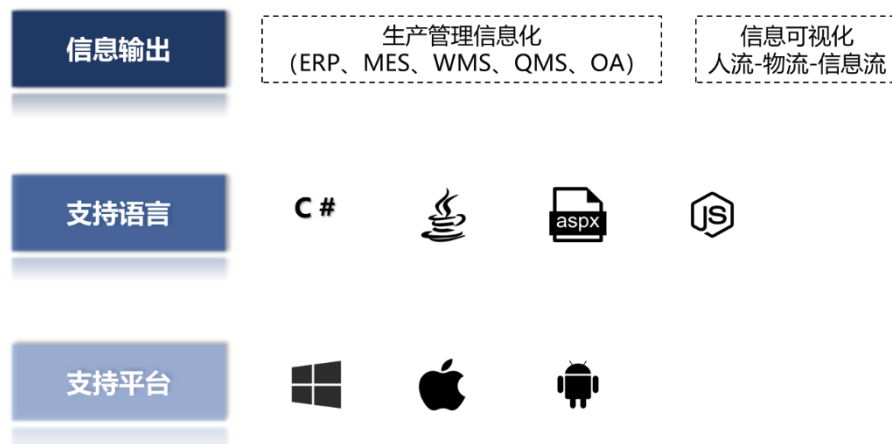 信息输出
生产管理信息化
（ERP、MES、WMS、QMS、OA）
信息可视化
人流-物流-信息流
支持语言
C #
aspx
JS
支持平台